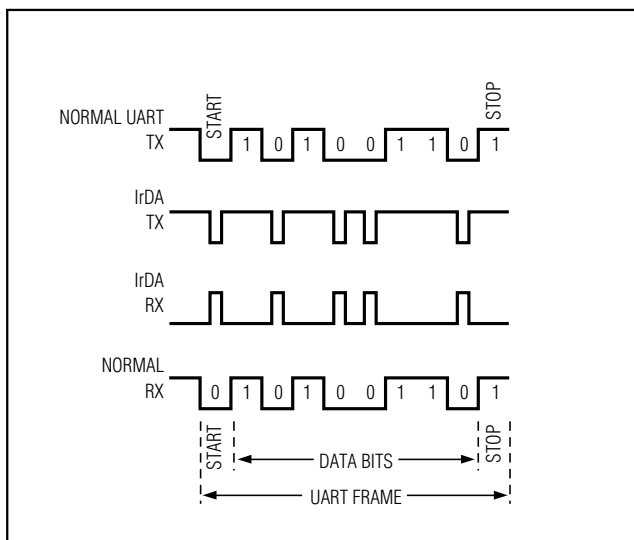 START
STOP
NORMAL UART
TX
1 0 1 0 0 1 1 0 1
IrDA
TX
IrDA
RX
NORMAL
RX
0 1 0 1 0 0 1 1 0 1
START
DATA BITS
STOP
UART FRAME